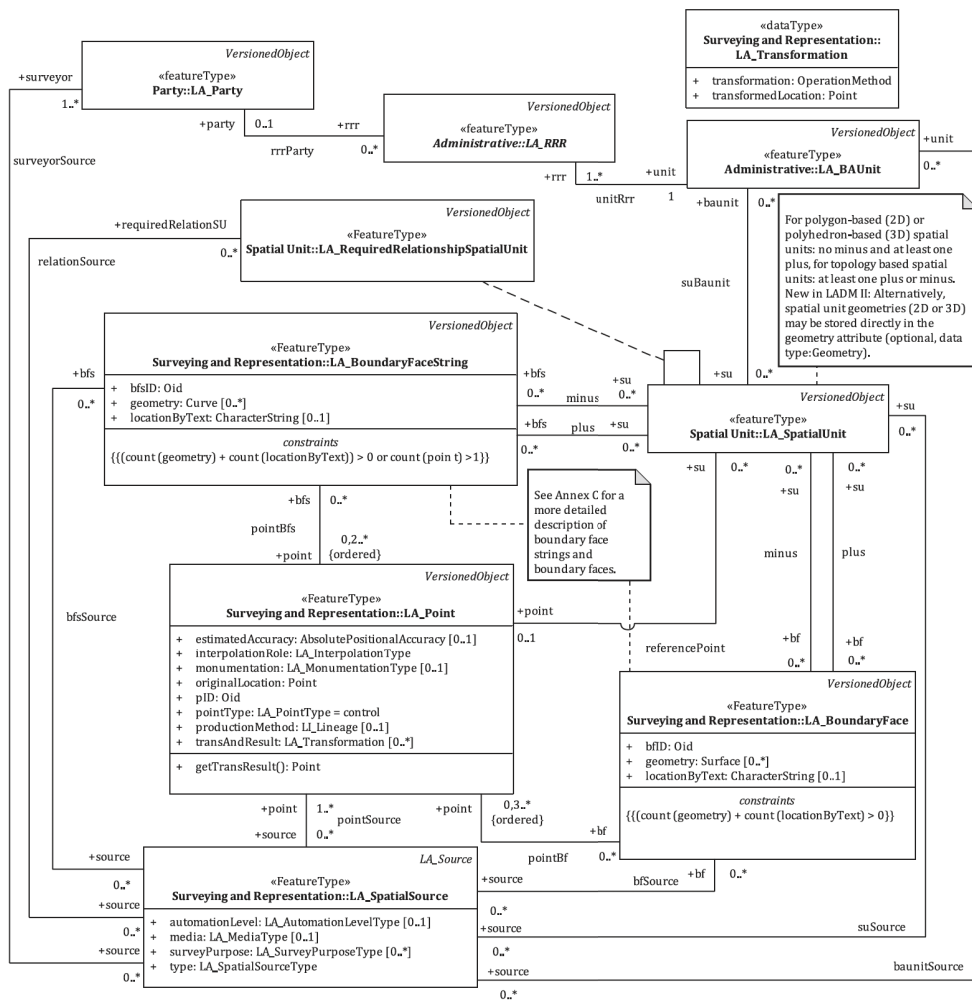 VersionedObject
«featureType»
Party::LA_Party
+surveyor
1..*
surveyorSource
+party
0..1
+rrr
rrrParty
0..*
VersionedObject
«featureType»
Administrative::LA_RRR
«dataType»
Surveying and Representation::
LA_Transformation
+ transformation: OperationMethod
+ transformedLocation: Point
VersionedObject
«featureType»
Administrative::LA_BAUnit
+unit
0..*
+rrr
1..*
unitRrr
+unit
1
+baunit
0..*
suBaunit
For polygon-based (2D) or
polyhedron-based (3D) spatial
units: no minus and at least one
plus, for topology based spatial
units: at least one plus or minus.
New in LADM II: Alternatively,
spatial unit geometries (2D or 3D)
may be stored directly in the
geometry attribute (optional, data
type:Geometry).
+requiredRelationSU
0..*
relationSource
VersionedObject
«FeatureType»
Spatial Unit::LA_RequiredRelationshipSpatialUnit
VersionedObject
«FeatureType»
Surveying and Representation::LA_BoundaryFaceString
+ bfsID: Oid
+ geometry: Curve [0..*]
+ locationByText: CharacterString [0..1]
constraints
{{(count (geometry) + count (locationByText)) > 0 or count (poin t) >1}}
+bfs
0..*
+bfs
0..*
minus
+su
0..*
+bfs
0..*
plus
+su
0..*
+su
0..*
VersionedObject
«featureType»
Spatial Unit::LA_SpatialUnit
+su
0..*
+su
0..*
0..*
+su
0..*
+su
minus
plus
+bfs
0..*
pointBfs
0,2..*
+point
{ordered}
See Annex C for a
more detailed
description of
boundary face
strings and
boundary faces.
bfsSource
VersionedObject
«FeatureType»
Surveying and Representation::LA_Point
+ estimatedAccuracy: AbsolutePositionalAccuracy [0..1]
+ interpolationRole: LA_InterpolationType
+ monumentation: LA_MonumentationType [0..1]
+ originalLocation: Point
+ pID: Oid
+ pointType: LA_PointType = control
+ productionMethod: LI_Lineage [0..1]
+ transAndResult: LA_Transformation [0..*]
+ getTransResult(): Point
+point
0..1
referencePoint
+bf
0..*
+bf
0..*
VersionedObject
«FeatureType»
Surveying and Representation::LA_BoundaryFace
+ bfID: Oid
+ geometry: Surface [0..*]
+ locationByText: CharacterString [0..1]
constraints
{{(count (geometry) + count (locationByText) > 0}}
+point
1..*
pointSource
+source
0..*
+point
0,3..*
{ordered}
+bf
pointBf
0..*
+bf
0..*
bfSource
+source
0..*
+source
0..*
+source
0..*
+source
0..*
LA_Source
«FeatureType»
Surveying and Representation::LA_SpatialSource
+ automationLevel: LA_AutomationLevelType [0..1]
+ media: LA_MediaType [0..1]
+ surveyPurpose: LA_SurveyPurposeType [0..*]
+ type: LA_SpatialSourceType
+source
0..*
suSource
+source
0..*
baunitSource